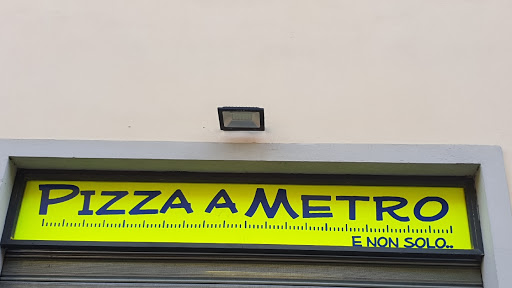 PIZZA A METRO
E NON SOLO..